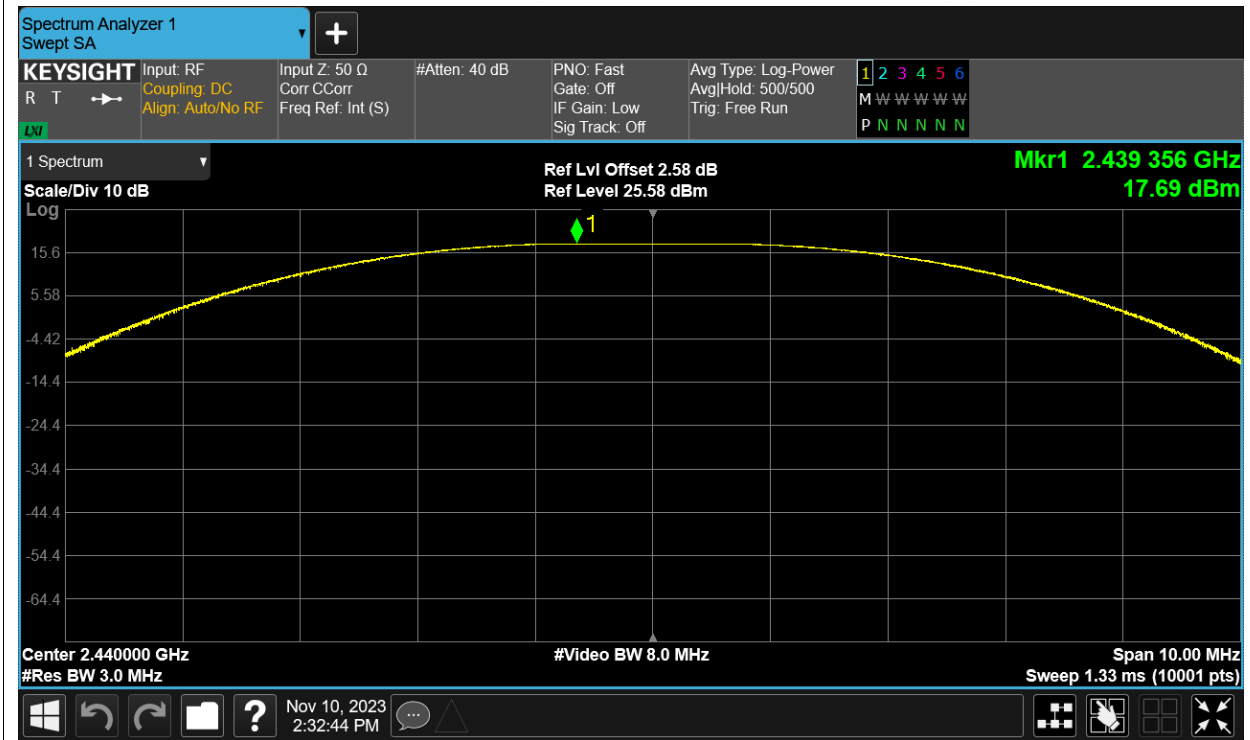 Spectrum Analyzer 1
Swept SA
KEYSIGHT
R T
LXI
Input: RF
Coupling: DC
Align: Auto/No RF
Input Z: 50 Ω
Corr CCorr
Freq Ref: Int (S)
#Atten: 40 dB
PNO: Fast
Gate: Off
IF Gain: Low
Sig Track: Off
Avg Type: Log-Power
Avg|Hold: 500/500
Trig: Free Run
1 2 3 4 5 6
M W W W W W
P N N N N N
1 Spectrum
Scale/Div 10 dB
Log
Ref Lvl Offset 2.58 dB
Ref Level 25.58 dBm
Mkr1 2.439 356 GHz
17.69 dBm
1
15.6
5.58
-4.42
-14.4
-24.4
-34.4
-44.4
-54.4
-64.4
Center 2.440000 GHz
#Res BW 3.0 MHz
#Video BW 8.0 MHz
Span 10.00 MHz
Sweep 1.33 ms (10001 pts)
?
Nov 10, 2023
2:32:44 PM